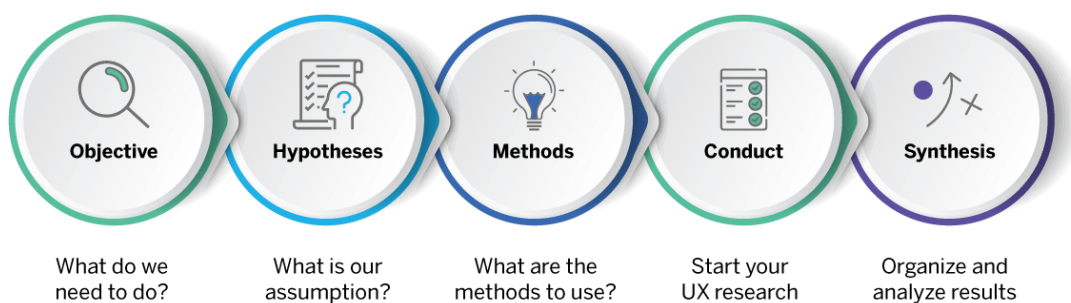 Objective
Hypotheses
Methods
Conduct
Synthesis
What do we
need to do?
What is our
assumption?
What are the
methods to use?
Start your
UX research
Organize and
analyze results